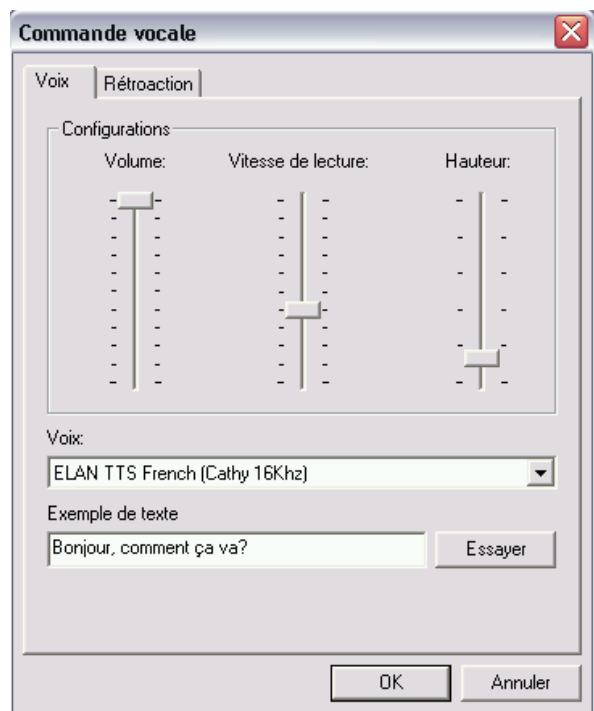 Commande vocale
Voix
Rétroaction
Configurations
Volume:
Vitesse de lecture:
Hauteur:
Voix:
ELAN TTS French (Cathy 16Khz)
Exemple de texte
Bonjour, comment ça va?
Essayer
OK
Annuler